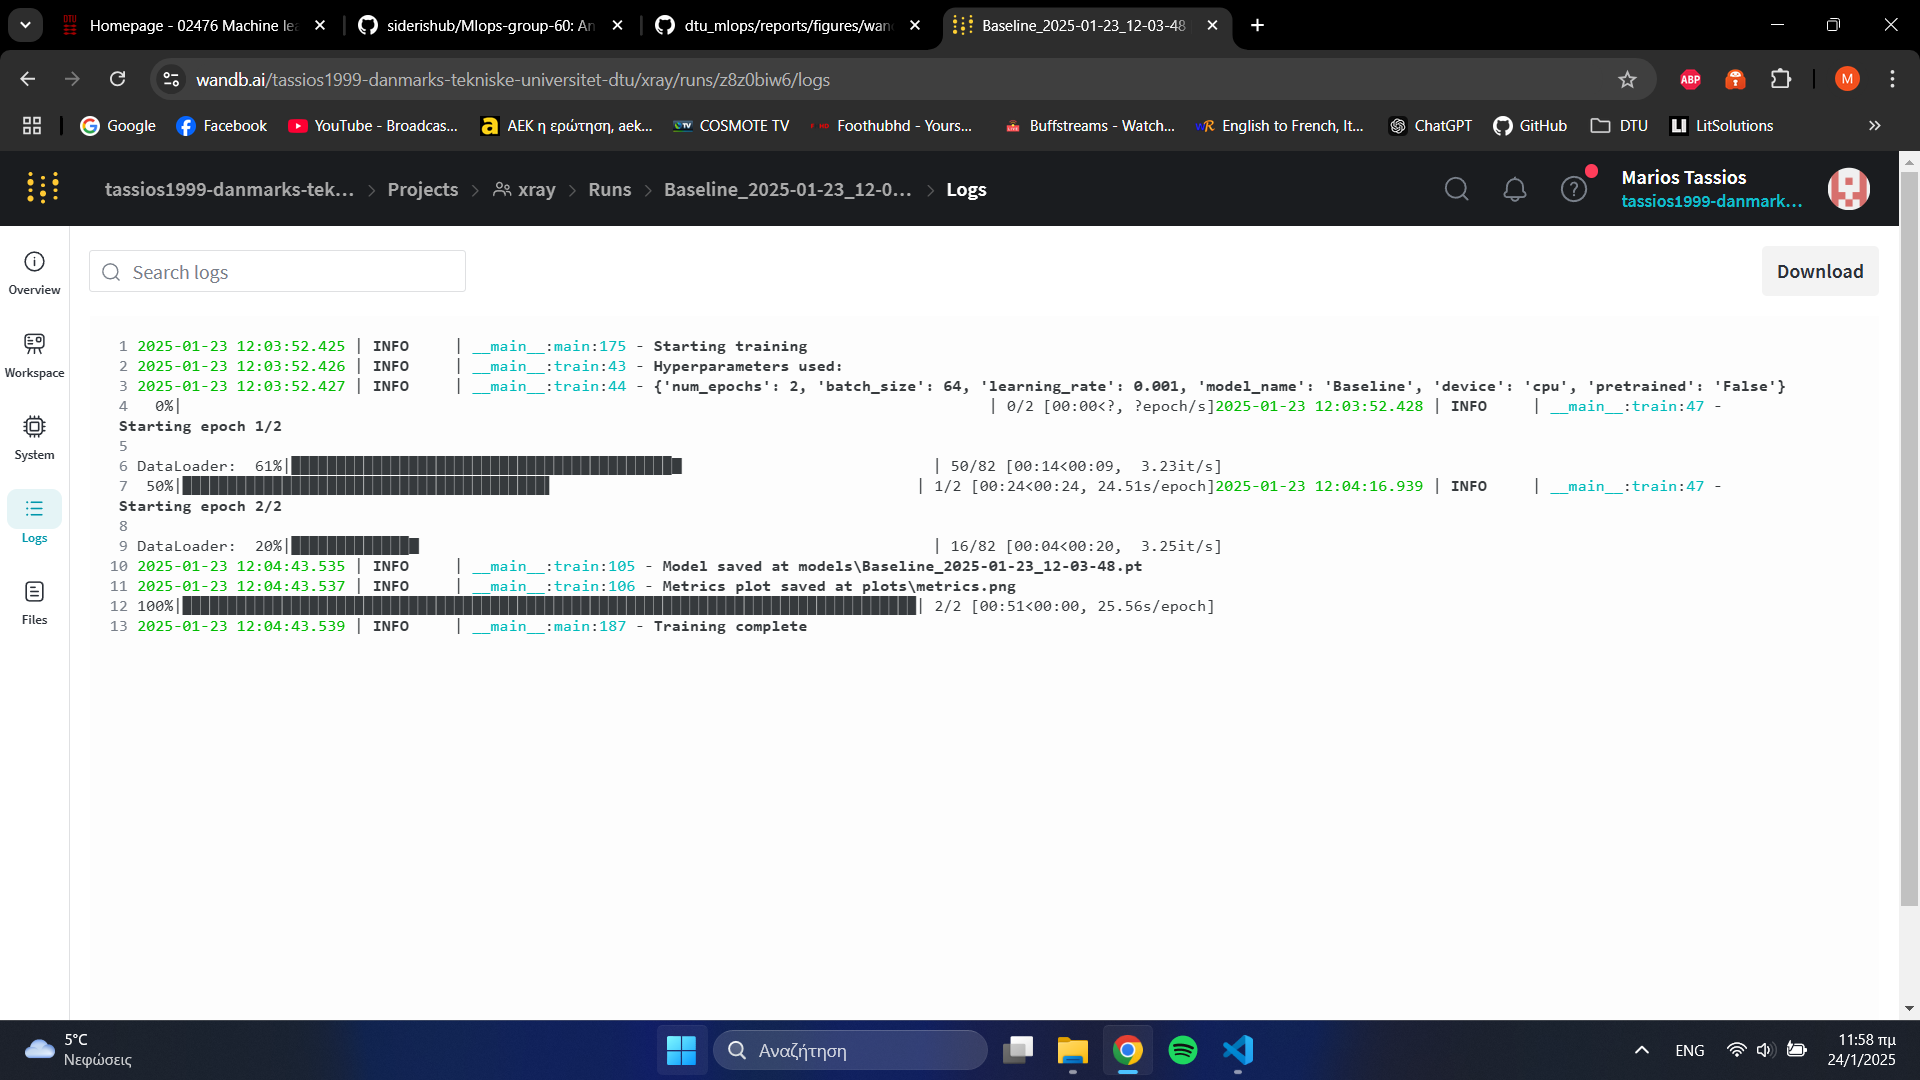 Homepage - 02476 Machine le
siderishub/Mlops-group-60: An
dtu_mlops/reports/figures/wan
Baseline_2025-01-23_12-03-48
wandb.ai/tassios1999-danmarks-tekniske-universitet-dtu/xray/runs/z8z0biw6/logs
ABP
M
Google
Facebook
YouTube - Broadcas...
ΑΕΚ η ερώτηση, aek...
COSMOTE TV
Foothubhd - Yours...
Buffstreams - Watch...
English to French, It...
ChatGPT
GitHub
DTU
LitSolutions
tassios1999-danmarks-tek...
Projects
xray
Runs
Baseline_2025-01-23_12-0...
Logs
Marios Tassios
tassios1999-danmark...
Overview
Workspace
System
Logs
Files
Search logs
Download
1 2025-01-23 12:03:52.425 | INFO     | __main__:main:175 - Starting training
2 2025-01-23 12:03:52.426 | INFO     | __main__:train:43 - Hyperparameters used:
3 2025-01-23 12:03:52.427 | INFO     | __main__:train:44 - {'num_epochs': 2, 'batch_size': 64, 'learning_rate': 0.001, 'model_name': 'Baseline', 'device': 'cpu', 'pretrained': 'False'}
4   0%| | 0/2 [00:00<?, ?epoch/s]2025-01-23 12:03:52.428 | INFO     | __main__:train:47 -
Starting epoch 1/2
5
6 DataLoader:  61%| | 50/82 [00:14<00:09,  3.23it/s]
7  50%| | 1/2 [00:24<00:24, 24.51s/epoch]2025-01-23 12:04:16.939 | INFO     | __main__:train:47 -
Starting epoch 2/2
8
9 DataLoader:  20%| | 16/82 [00:04<00:20,  3.25it/s]
10 2025-01-23 12:04:43.535 | INFO     | __main__:train:105 - Model saved at models\Baseline_2025-01-23_12-03-48.pt
11 2025-01-23 12:04:43.537 | INFO     | __main__:train:106 - Metrics plot saved at plots\metrics.png
12 100%| | 2/2 [00:51<00:00, 25.56s/epoch]
13 2025-01-23 12:04:43.539 | INFO     | __main__:main:187 - Training complete
5°C
Νεφώσεις
Αναζήτηση
ENG
11:58 πμ
24/1/2025